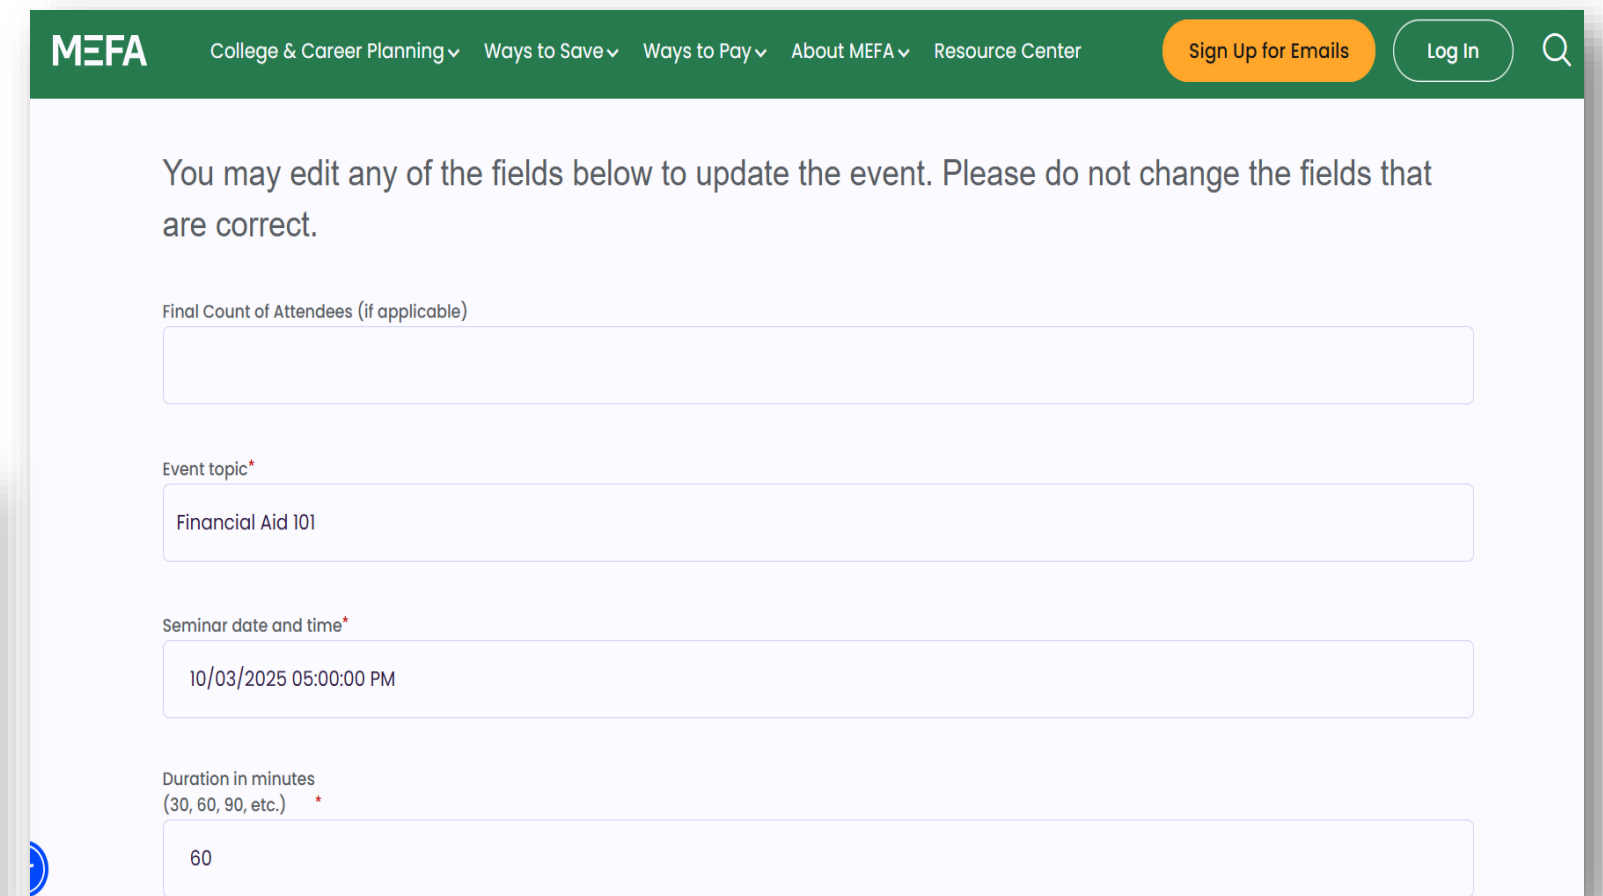 MEFA College & Career Planning Ways to Save Ways to Pay About MEFA Resource Center Sign Up for Emails Log In
You may edit any of the fields below to update the event. Please do not change the fields that
are correct.
Final Count of Attendees (if applicable)
Event topic*
Financial Aid 101
Seminar date and time*
10/03/2025 05:00:00 PM
Duration in minutes
(30, 60, 90, etc.) *
60